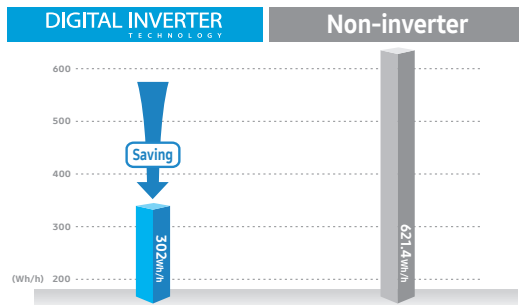 DIGITAL INVERTER
TECHNOLOGY
Non-inverter
600
500
Saving
400
300
302Wh/h
621.4Wh/h
(Wh/h) 200